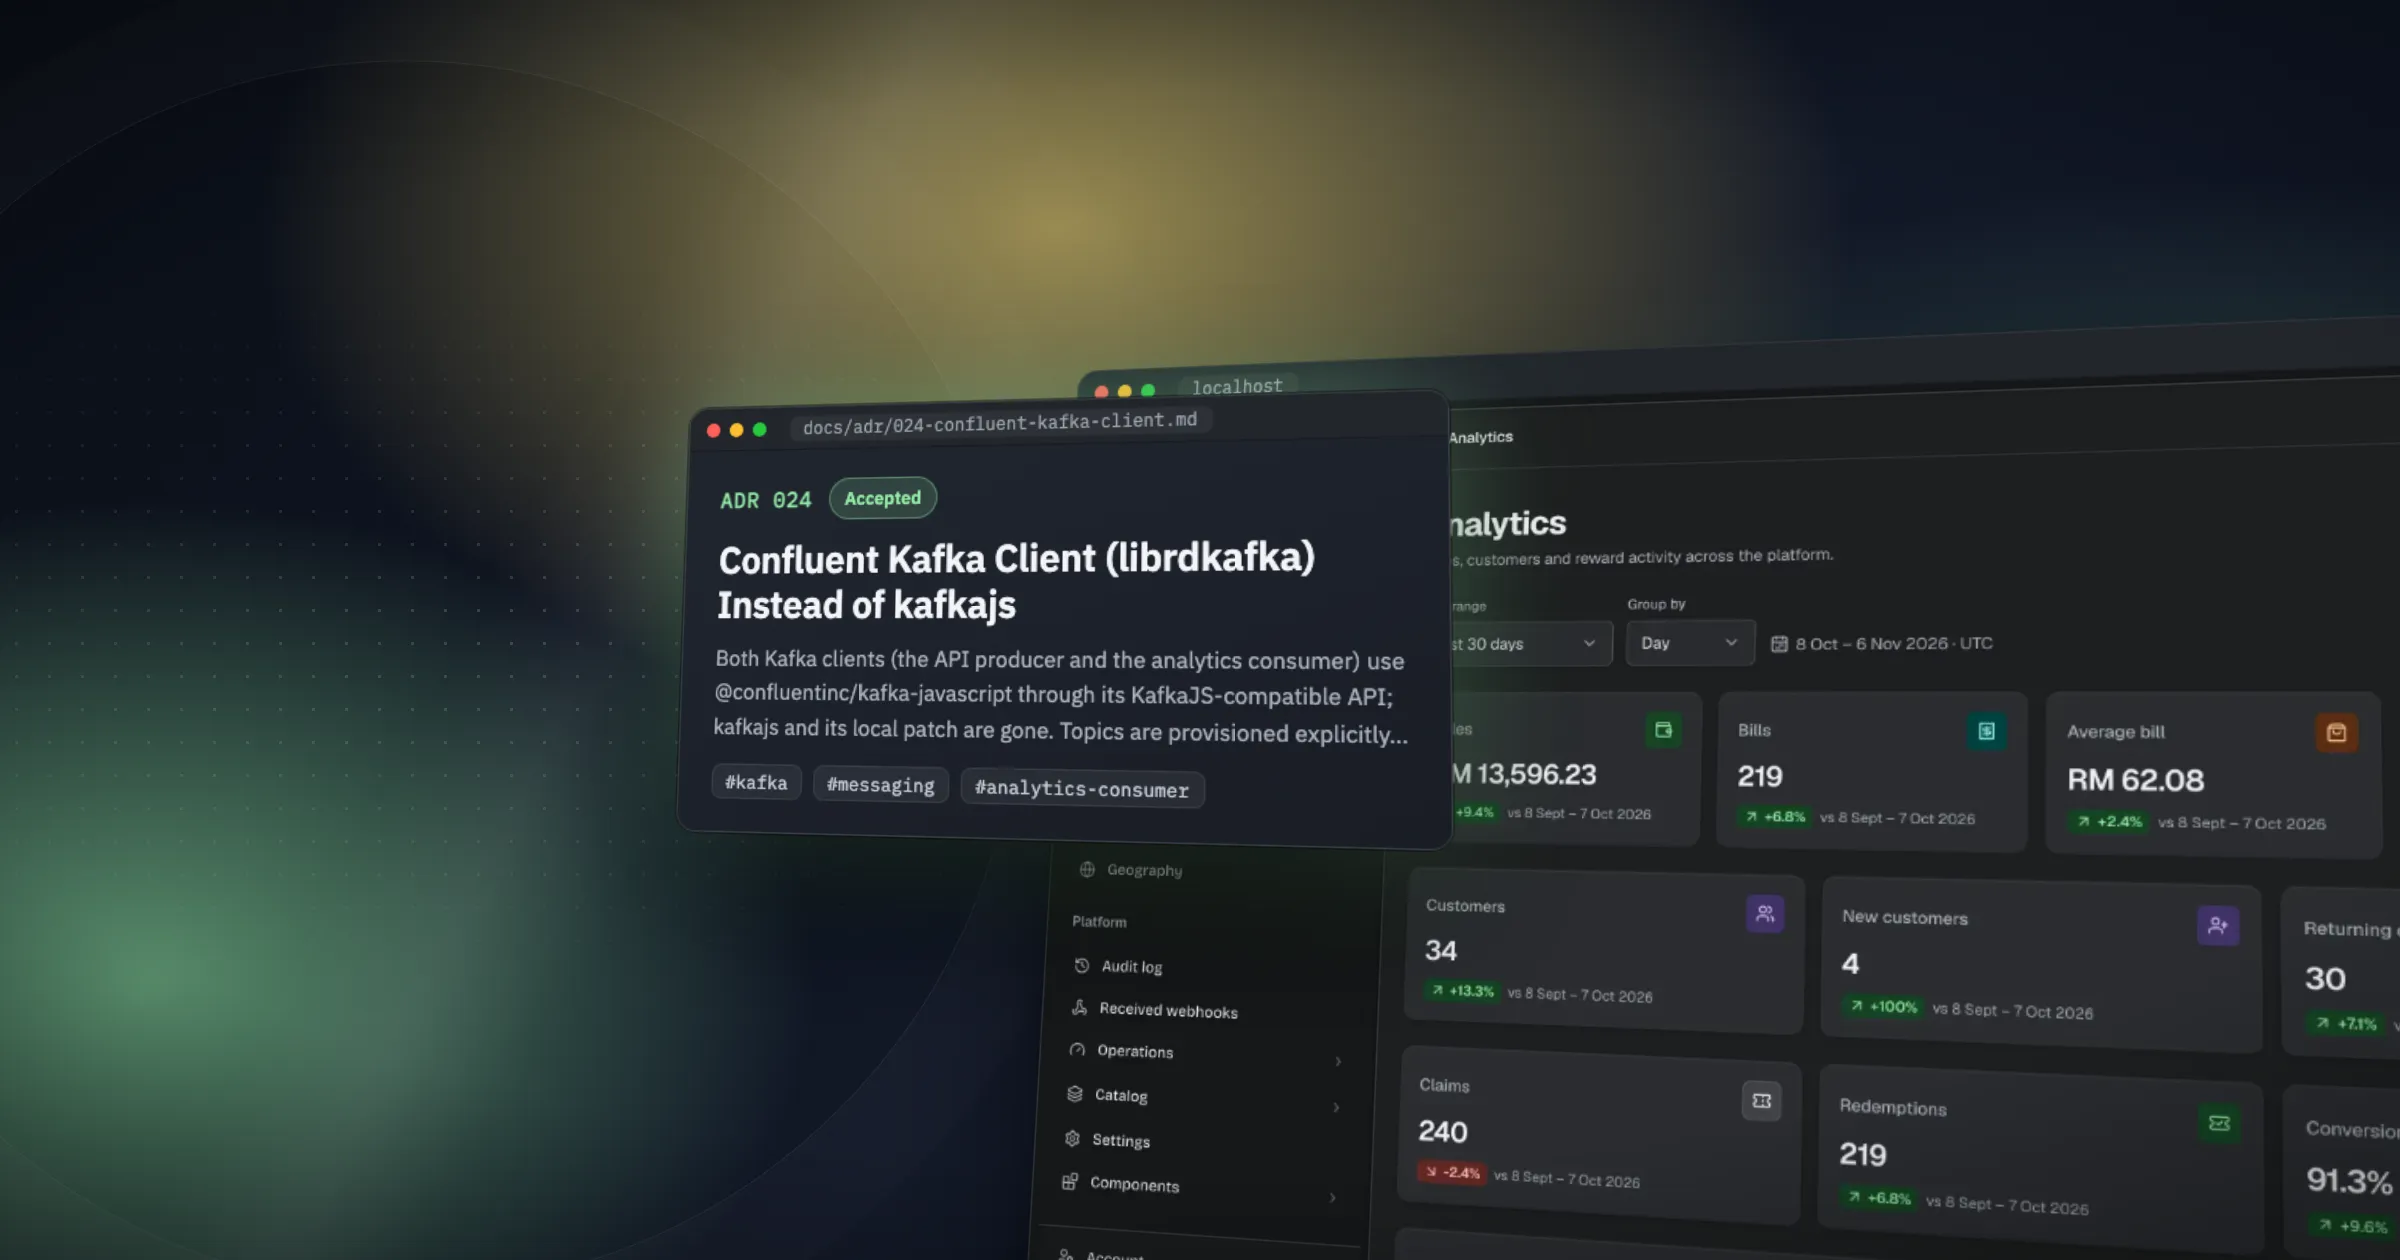 localhost
docs/adr/024-confluent-kafka-client.md
ADR 024
Accepted
Confluent Kafka Client (librdkafka)
Instead of kafkajs
Both Kafka clients (the API producer and the analytics consumer) use
@confluentinc/kafka-javascript through its KafkaJS-compatible API;
kafkajs and its local patch are gone. Topics are provisioned explicitly...
#kafka
#messaging
#analytics-consumer
Analytics
nalytics
s, customers and reward activity across the platform.
range
st 30 days
Group by
Day
8 Oct – 6 Nov 2026 · UTC
les
M 13,596.23
+9.4% vs 8 Sept – 7 Oct 2026
Bills
219
+6.8% vs 8 Sept – 7 Oct 2026
Average bill
RM 62.08
+2.4% vs 8 Sept – 7 Oct 2026
Customers
34
+13.3% vs 8 Sept – 7 Oct 2026
New customers
4
+100% vs 8 Sept – 7 Oct 2026
Returning
30
+7.1%
Claims
240
-2.4% vs 8 Sept – 7 Oct 2026
Redemptions
219
+6.8% vs 8 Sept – 7 Oct 2026
Conversion
91.3%
+9.6%
Geography
Platform
Audit log
Received webhooks
Operations
Catalog
Settings
Components
Account